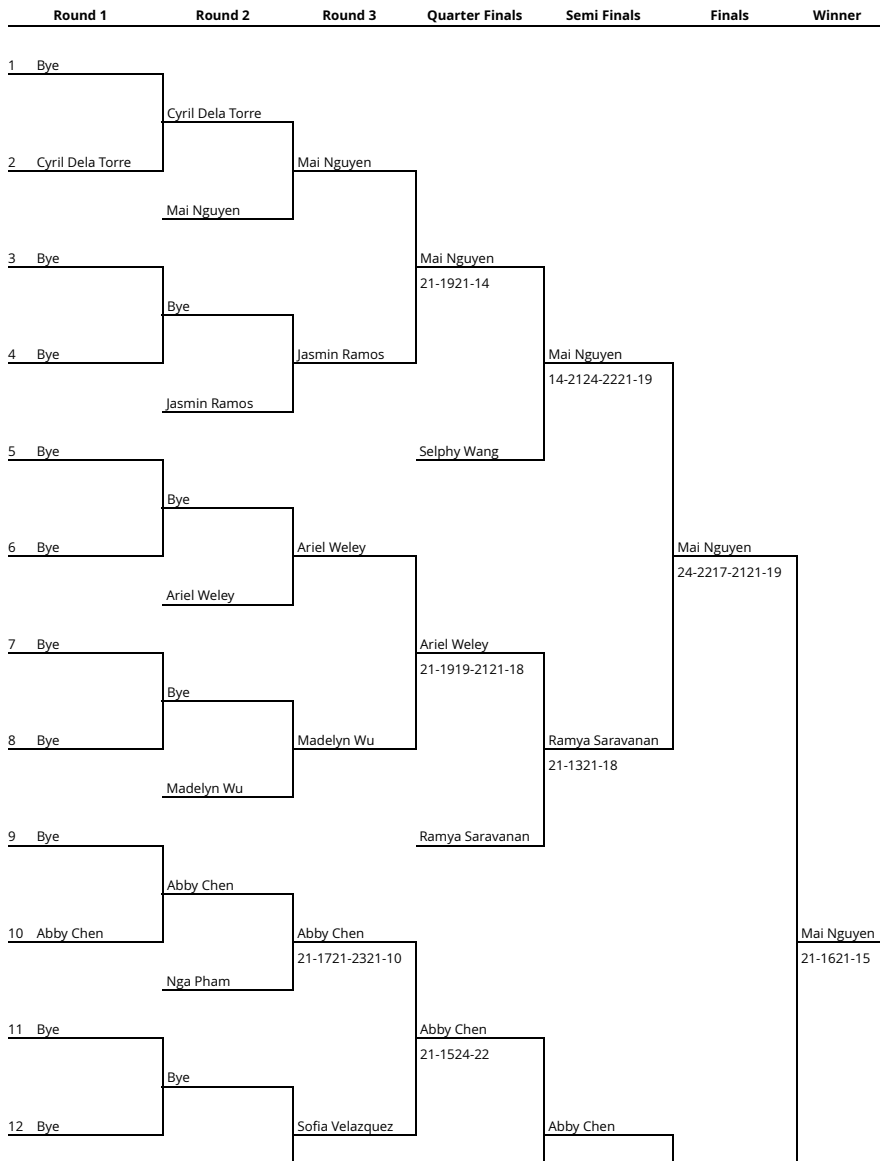 Round 1 Round 2 Round 3 Quarter Finals Semi Finals Finals Winner
1 Bye
Cyril Dela Torre
2 Cyril Dela Torre Mai Nguyen
Mai Nguyen
3 Bye Mai Nguyen
21-1921-14
Bye
4 Bye Jasmin Ramos Mai Nguyen
14-2124-2221-19
Jasmin Ramos
5 Bye Selphy Wang
Bye
6 Bye Ariel Weley Mai Nguyen
24-2217-2121-19
Ariel Weley
7 Bye Ariel Weley
21-1919-2121-18
Bye
8 Bye Madelyn Wu Ramya Saravanan
21-1321-18
Madelyn Wu
9 Bye Ramya Saravanan
Abby Chen
10 Abby Chen Abby Chen Mai Nguyen
21-1721-2321-10 21-1621-15
Nga Pham
11 Bye Abby Chen
21-1524-22
Bye
12 Bye Sofia Velazquez Abby Chen